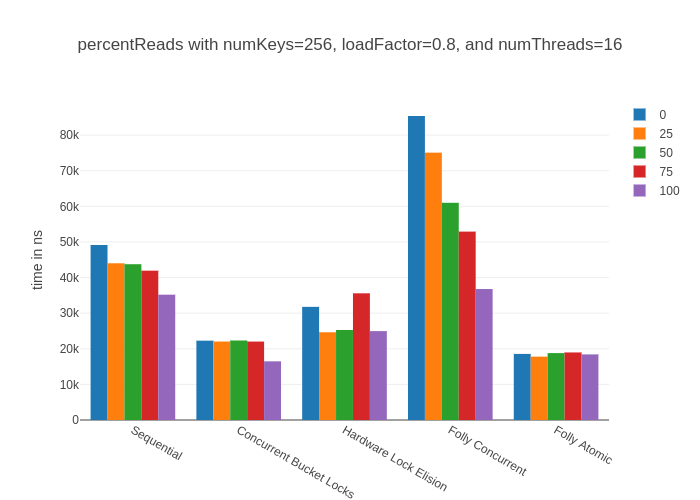 percentReads with numKeys=256, loadFactor=0.8, and numThreads=16
0
25
50
75
100
time in ns
80k
70k
60k
50k
40k
30k
20k
10k
0
Sequential
Concurrent Bucket Locks
Hardware Lock Elision
Folly Concurrent
Folly Atomic